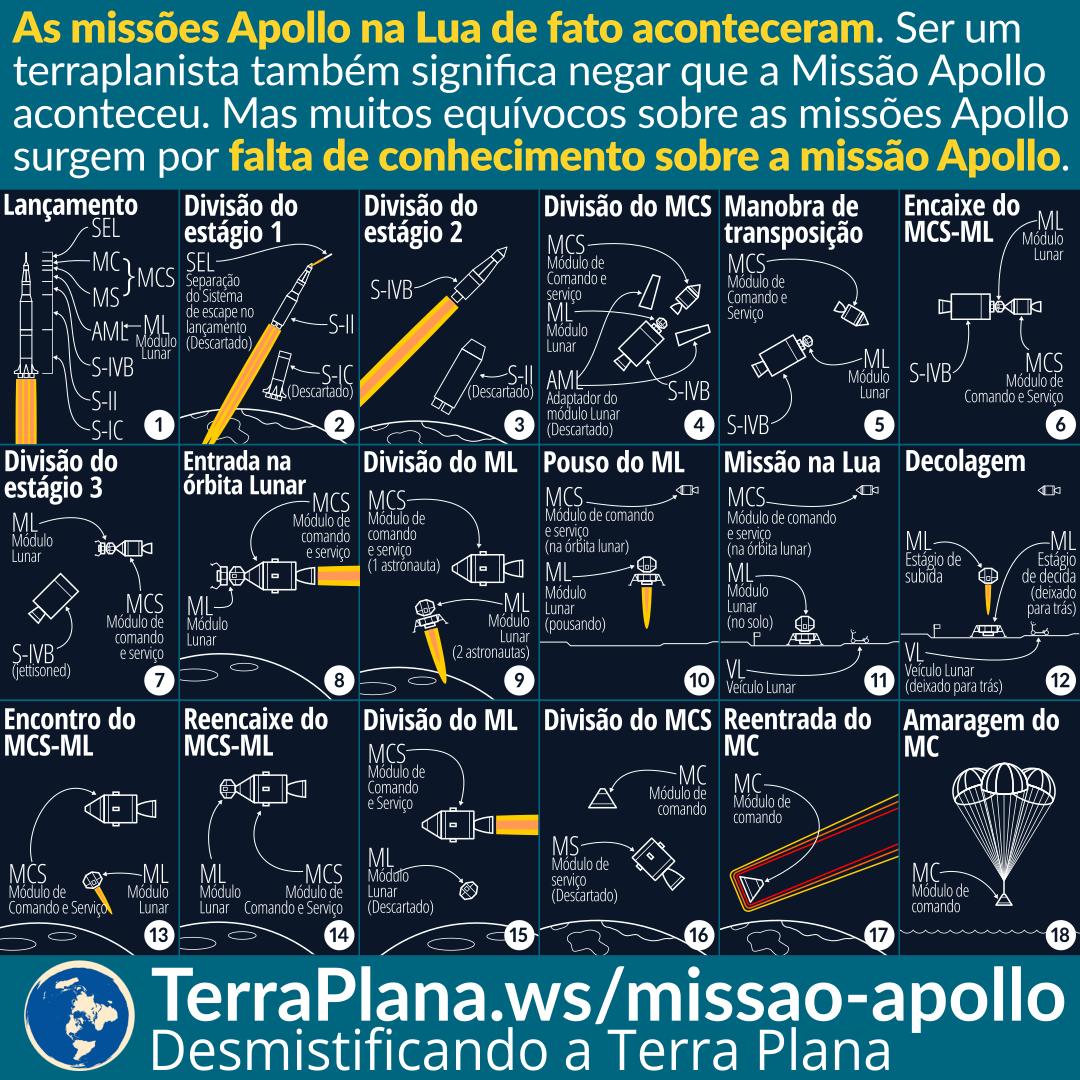 As missões Apollo na Lua de fato aconteceram. Ser um
terraplanista também significa negar que a Missão Apollo
aconteceu. Mas muitos equívocos sobre as missões Apollo
surgem por falta de conhecimento sobre a missão Apollo.
Lançamento
SEL
MC
MCS
MS
AML
ML
Módulo
Lunar
S-IVB
S-II
S-IC
1
Divisão do
estágio 1
SEL
Separação
do Sistema
de escape no
lançamento
(Descartado)
S-II
S-IC
(Descartado)
2
Divisão do
estágio 2
S-IVB
S-II
(Descartado)
3
Divisão do MCS
MCS
Módulo de
Comando e
serviço
ML
Módulo
Lunar
AML
Adaptador do
módulo Lunar
(Descartado)
S-IVB
4
Manobra de
transposição
MCS
Módulo de
Comando e
Serviço
ML
Módulo
Lunar
S-IVB
5
Encaixe do
MCS-ML
ML
Módulo
Lunar
S-IVB
MCS
Módulo de
Comando e Serviço
6
Divisão do
estágio 3
ML
Módulo
Lunar
MCS
Módulo de
comando
e serviço
S-IVB
(jettisoned)
7
Entrada na
órbita Lunar
MCS
Módulo de
comando
e serviço
ML
Módulo
Lunar
8
Divisão do ML
MCS
Módulo de
comando
e serviço
(1 astronauta)
ML
Módulo
Lunar
(2 astronautas)
9
Pouso do ML
MCS
Módulo de comando
e serviço
(na órbita lunar)
ML
Módulo
Lunar
(pousando)
10
Missão na Lua
MCS
Módulo de comando
e serviço
(na órbita lunar)
ML
Módulo
Lunar
(no solo)
VL
Veículo Lunar
11
Decolagem
ML
Estágio de
subida
ML
Estágio
de decida
(deixado
para trás)
VL
Veículo Lunar
(deixado para trás)
12
Encontro do
MCS-ML
MCS
Módulo de
Comando e Serviço
ML
Módulo
Lunar
13
Reencaixe do
MCS-ML
ML
Módulo
Lunar
MCS
Módulo de
Comando e Serviço
14
Divisão do ML
MCS
Módulo de
Comando
e Serviço
ML
Módulo
Lunar
(Descartado)
15
Divisão do MCS
MC
Módulo de
comando
MS
Módulo de
serviço
(Descartado)
16
Reentrada do
MC
MC
Módulo de
comando
17
Amaragem do
MC
MC
Módulo de
comando
18
TerraPlana.ws/missao-apollo
Desmistificando a Terra Plana